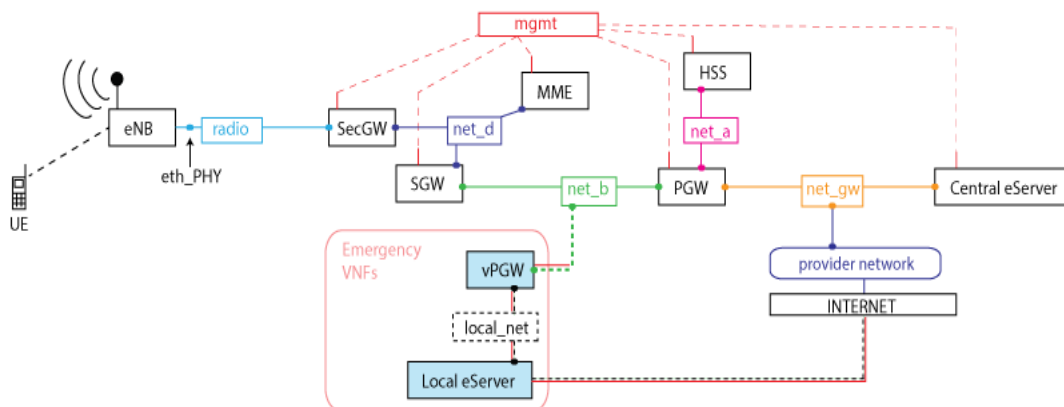 mgmt
HSS
MME
eNB
radio
SecGW
net_d
net_a
eth_PHY
SGW
net_b
PGW
net_gw
Central eServer
UE
Emergency
VNFs
vPGW
provider network
INTERNET
local_net
Local eServer